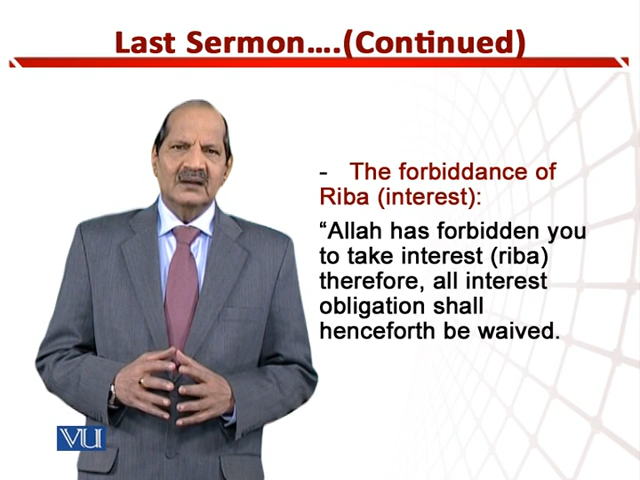 Last Sermon....(Continued)
- The forbiddance of
Riba (interest):
“Allah has forbidden you
to take interest (riba)
therefore, all interest
obligation shall
henceforth be waived.
VU